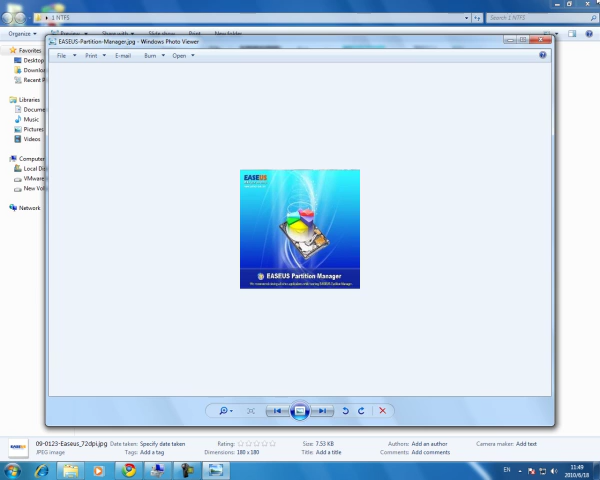 1 NTFS
Search 1 NTFS
Organize
Preview
Share with
Slide show
Print
New folder
EASEUS-Partition-Manager.jpg - Windows Photo Viewer
File
Print
E-mail
Burn
Open
Favorites
Desktop
Downloa
Recent P
Libraries
Docume
Music
Pictures
Videos
Computer
Local Dis
VMware
New Vol
Network
EASEUS
EASEUS Partition Manager
09-0123-Easeus_72dpi.jpg
Date taken: Specify date taken
Rating:
Size: 7.53 KB
Authors: Add an author
Camera maker: Add text
JPEG image
Tags: Add a tag
Dimensions: 180 x 180
Title: Add a title
Comments: Add comments
EN
11:49
2010/6/18